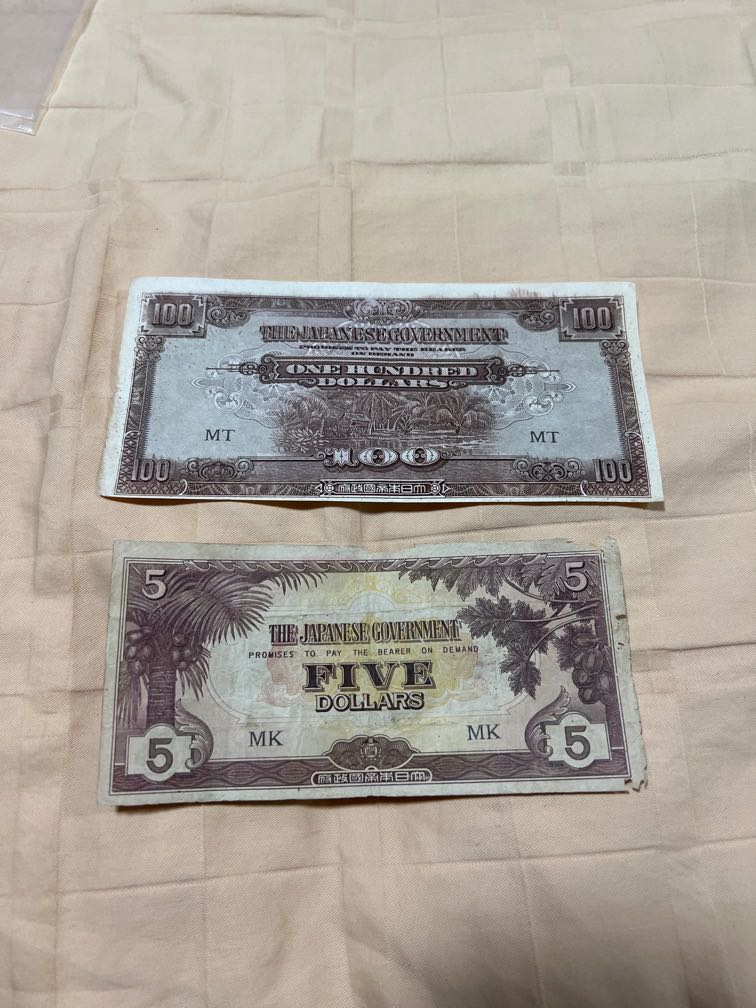 100 100
THE JAPANESE GOVERNMENT
PROMISES TO PAY THE BEARER
ON DEMAND
ONE HUNDRED
DOLLARS
MT MT
100 100 100
府政國帝本日大
5 5
THE JAPANESE GOVERNMENT
PROMISES TO PAY THE BEARER ON DEMAND
FIVE
DOLLARS
MK MK
5 5
府政國帝本日大